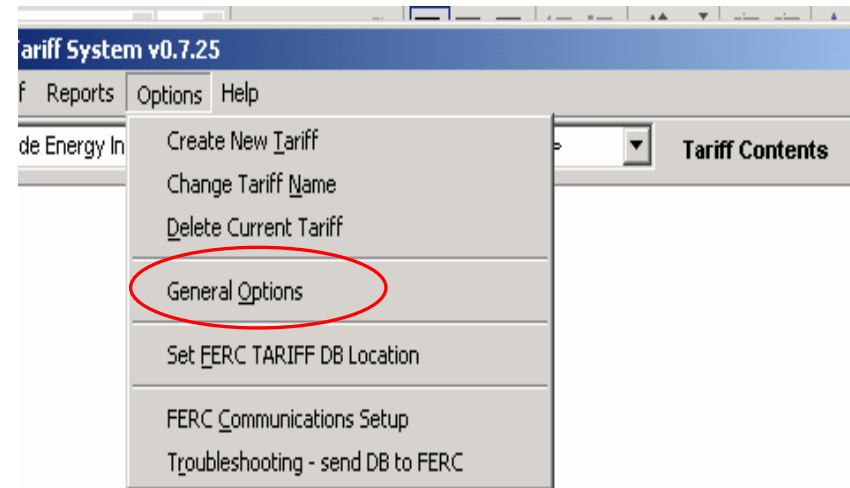 Tariff System v0.7.25
f Reports Options Help
de Energy In Tariff Contents
Create New Tariff
Change Tariff Name
Delete Current Tariff
General Options
Set FERC TARIFF DB Location
FERC Communications Setup
Troubleshooting - send DB to FERC